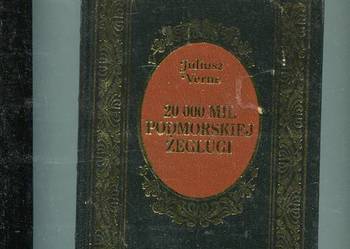 Juliusz
Verne
20 000 MIL
PODMORSKIEJ
ŻEGLUGI